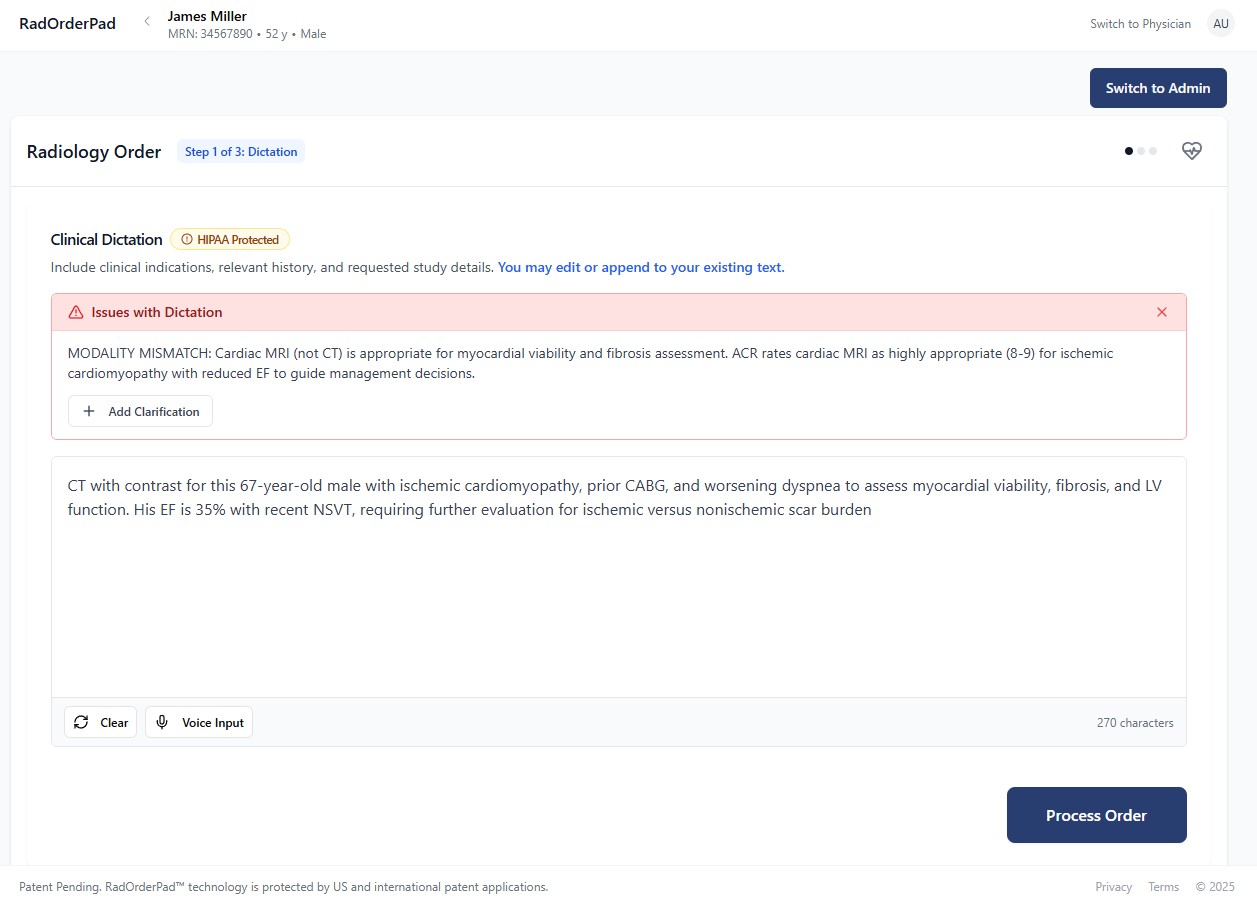 RadOrderPad
James Miller
MRN: 34567890 • 52 y • Male
Switch to Physician
AU
Switch to Admin
Radiology Order
Step 1 of 3: Dictation
Clinical Dictation
HIPAA Protected
Include clinical indications, relevant history, and requested study details. You may edit or append to your existing text.
Issues with Dictation
MODALITY MISMATCH: Cardiac MRI (not CT) is appropriate for myocardial viability and fibrosis assessment. ACR rates cardiac MRI as highly appropriate (8-9) for ischemic
cardiomyopathy with reduced EF to guide management decisions.
Add Clarification
CT with contrast for this 67-year-old male with ischemic cardiomyopathy, prior CABG, and worsening dyspnea to assess myocardial viability, fibrosis, and LV
function. His EF is 35% with recent NSVT, requiring further evaluation for ischemic versus nonischemic scar burden
Clear
Voice Input
270 characters
Process Order
Patent Pending. RadOrderPad™ technology is protected by US and international patent applications.
Privacy
Terms
© 2025